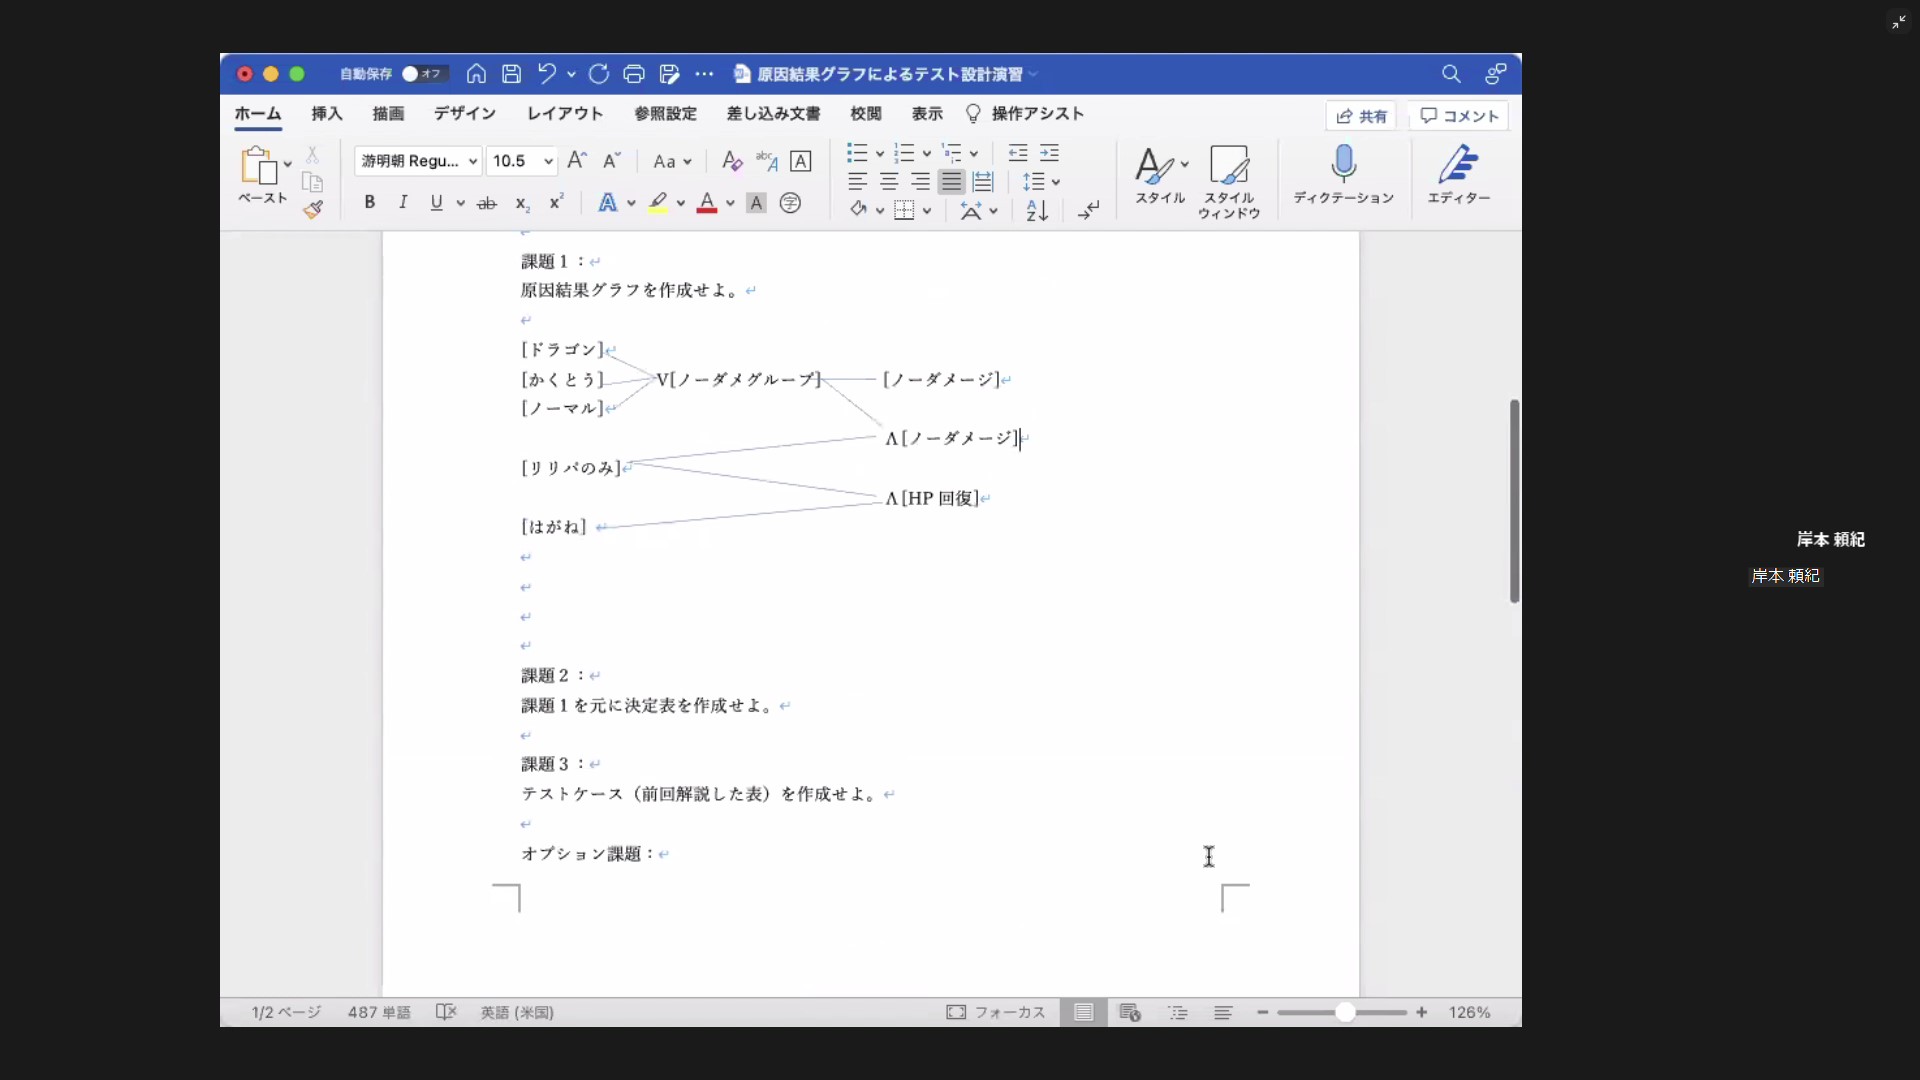 自動保存 オフ 原因結果グラフによるテスト設計演習
ホーム 挿入 描画 デザイン レイアウト 参照設定 差し込み文書 校閲 表示 操作アシスト 共有 コメント
ペースト 游明朝 Regu... 10.5 スタイル スタイル ウィンドウ ディクテーション エディター
課題1：
原因結果グラフを作成せよ。
[ドラゴン]
[かくとう] V[ノーダメグループ] [ノーダメージ]
[ノーマル]
Λ[ノーダメージ]
[リリパのみ]
Λ[HP 回復]
[はがね]
課題2：
課題1を元に決定表を作成せよ。
課題3：
テストケース（前回解説した表）を作成せよ。
オプション課題：
岸本 頼紀
岸本 頼紀
1/2 ページ 487 単語 英語 (米国) フォーカス 126%